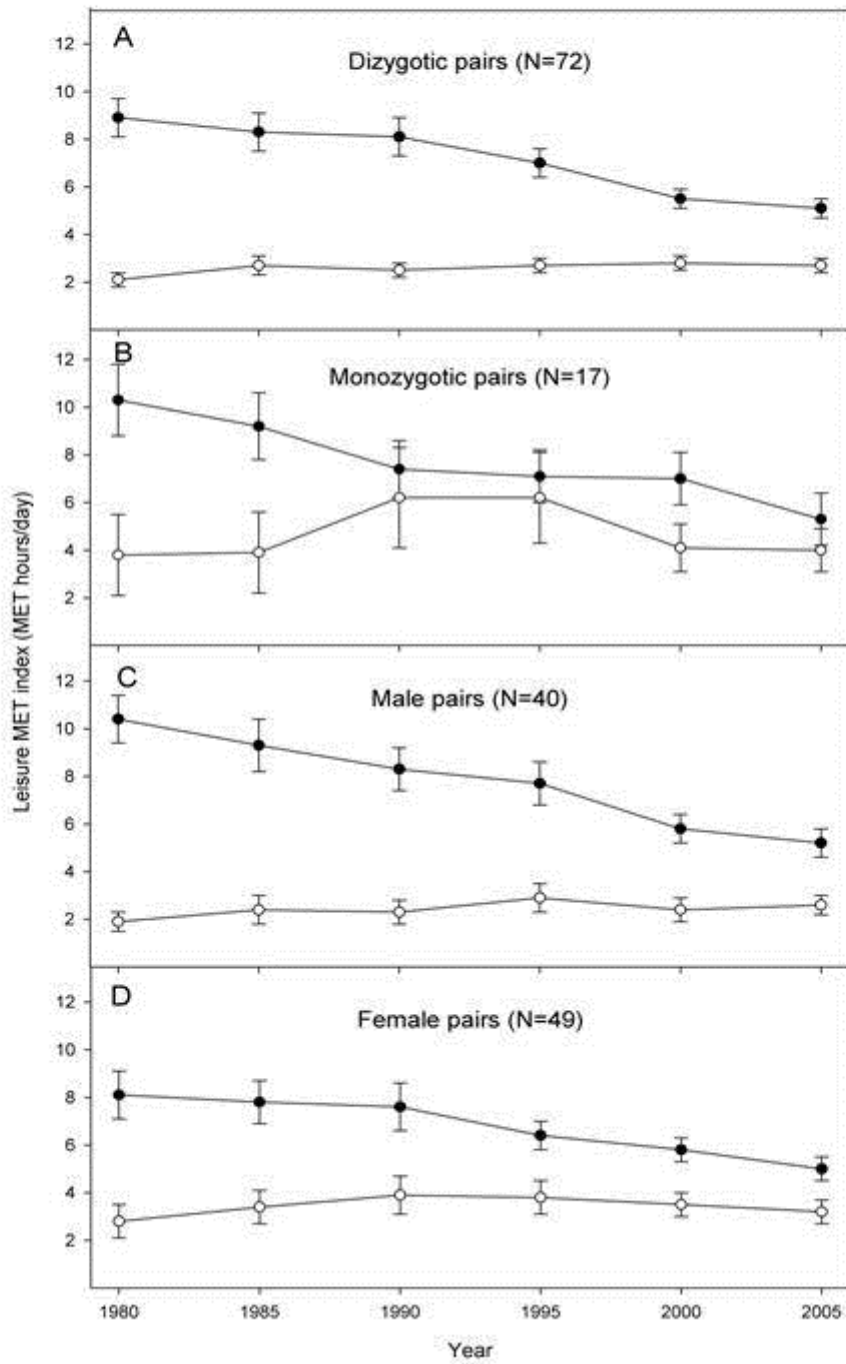 A
Dizygotic pairs (N=72)
12
10
8
6
4
2
B
Monozygotic pairs (N=17)
12
10
8
6
4
2
Leisure MET index (MET hours/day)
C
Male pairs (N=40)
12
10
8
6
4
2
D
Female pairs (N=49)
12
10
8
6
4
2
1980 1985 1990 1995 2000 2005
Year